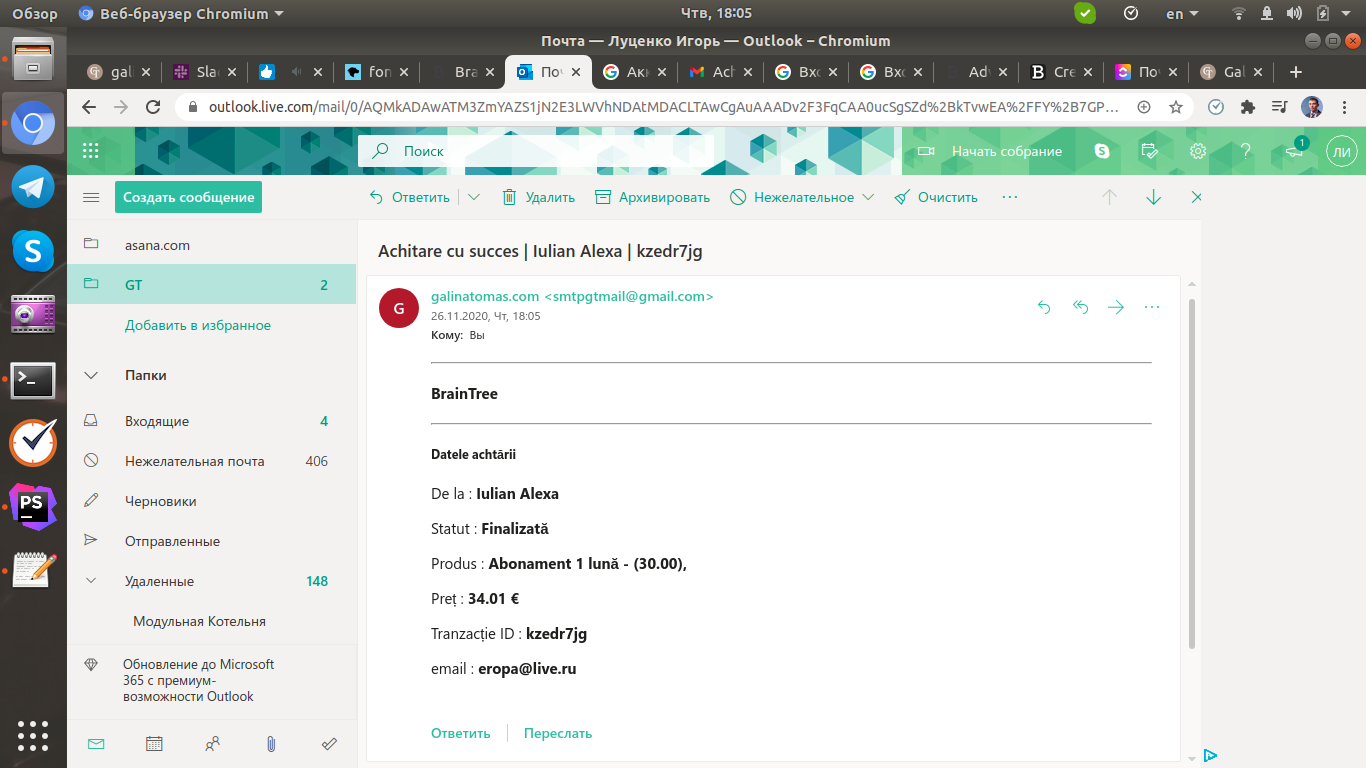 Обзор
Веб-браузер Chromium
Чтв, 18:05
en
Почта — Луценко Игорь — Outlook – Chromium
gal
Sla
fon
Bra
Поч
Акк
Ach
Вхо
Вхо
Adv
Cre
Поч
Gal
outlook.live.com/mail/0/AQMkADAwATM3ZmYAZS1jN2E3LWVhNDAtMDACLTAwCgAuAAADv2F3FqCAA0ucSgSZd%2BkTvwEA%2FFY%2B7GP...
Поиск
Начать собрание
1
ЛИ
Создать сообщение
Ответить
Удалить
Архивировать
Нежелательное
Очистить
asana.com
GT 2
Добавить в избранное
Папки
Входящие 4
Нежелательная почта 406
Черновики
Отправленные
Удаленные 148
Модульная Котельня
Обновление до Microsoft
365 с премиум-
возможности Outlook
Achitare cu succes | Iulian Alexa | kzedr7jg
G
galinatomas.com <smtpgtmail@gmail.com>
26.11.2020, Чт, 18:05
Кому: Вы
BrainTree
Datele achtării
De la : Iulian Alexa
Statut : Finalizată
Produs : Abonament 1 lună - (30.00),
Preț : 34.01 €
Tranzacție ID : kzedr7jg
email : eropa@live.ru
Ответить
Переслать